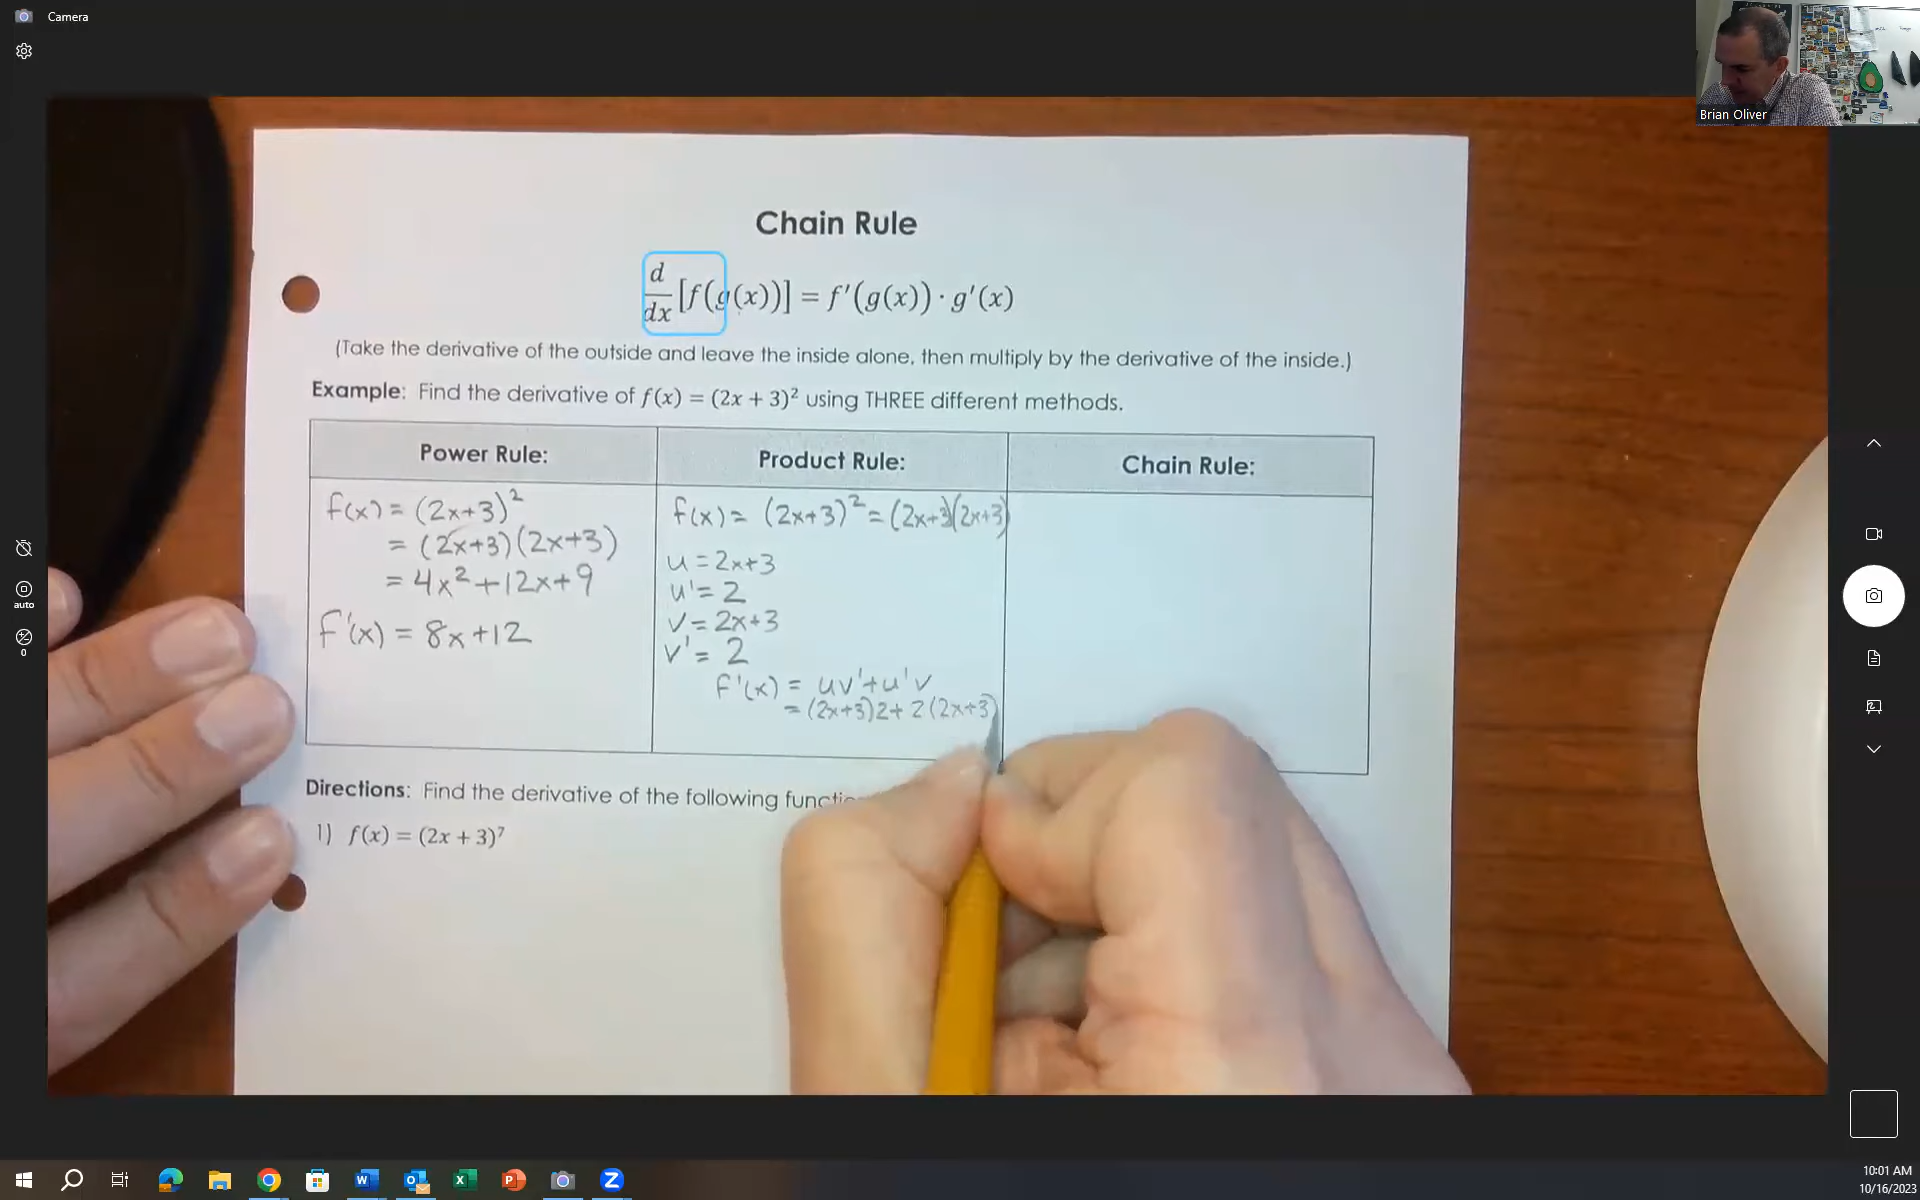 Camera
Brian Oliver
Chain Rule
d/dx [f(g(x))] = f′(g(x)) · g′(x)
(Take the derivative of the outside and leave the inside alone, then multiply by the derivative of the inside.)
Example: Find the derivative of f(x) = (2x + 3)² using THREE different methods.
Power Rule:
f(x) = (2x+3)²
= (2x+3)(2x+3)
= 4x²+12x+9
f'(x) = 8x+12
Product Rule:
f(x) = (2x+3)² = (2x+3)(2x+3)
u = 2x+3
u' = 2
v = 2x+3
v' = 2
f'(x) = uv'+u'v
= (2x+3)2+2(2x+3)
Chain Rule:
Directions: Find the derivative of the following
1) f(x) = (2x + 3)⁷
auto
0
10:01 AM
10/16/2023